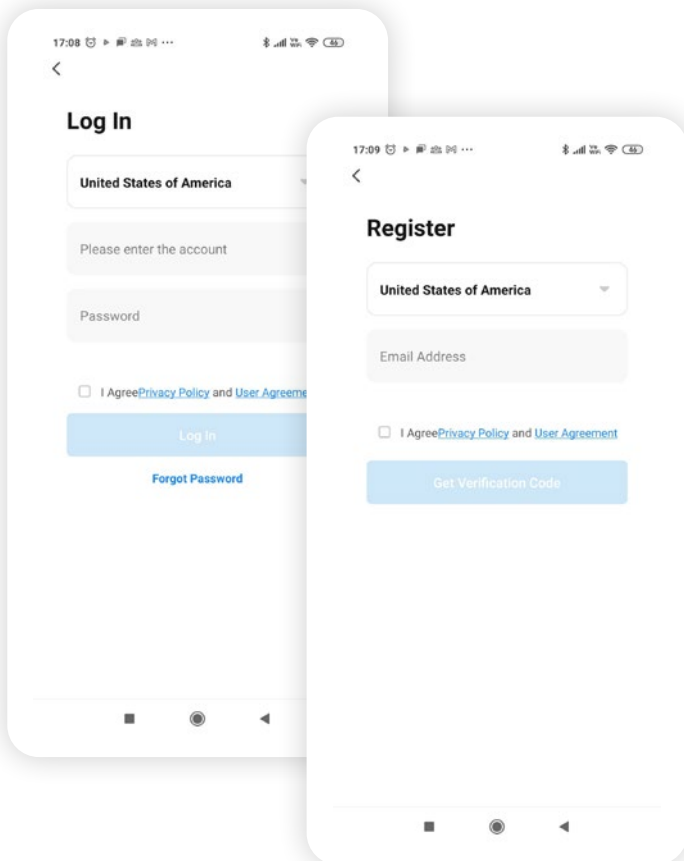 17:08
46
Log In
United States of America
Please enter the account
Password
I AgreePrivacy Policy and User Agreeme
Log In
Forgot Password
17:09
46
Register
United States of America
Email Address
I AgreePrivacy Policy and User Agreement
Get Verification Code